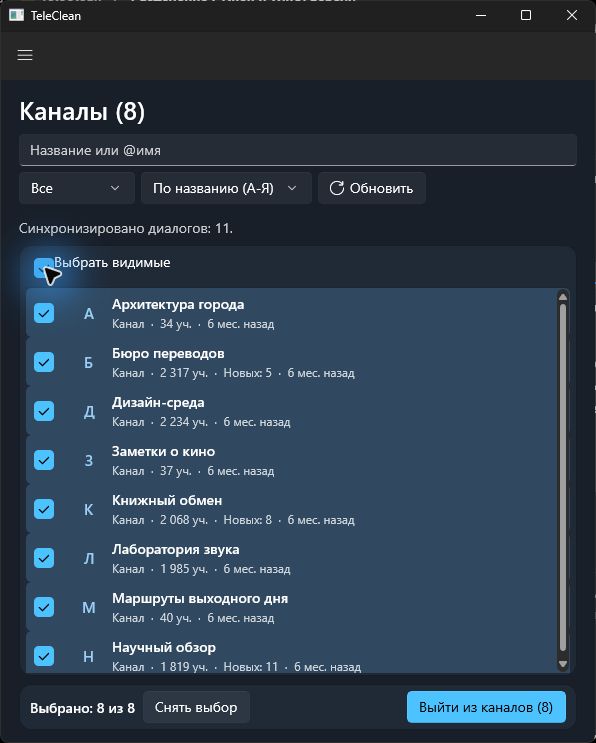 TeleClean
Каналы (8)
Название или @имя
Все По названию (А-Я) Обновить
Синхронизировано диалогов: 11.
Выбрать видимые
А Архитектура города
Канал · 34 уч. · 6 мес. назад
Б Бюро переводов
Канал · 2 317 уч. · Новых: 5 · 6 мес. назад
Д Дизайн-среда
Канал · 2 234 уч. · 6 мес. назад
З Заметки о кино
Канал · 37 уч. · 6 мес. назад
К Книжный обмен
Канал · 2 068 уч. · Новых: 8 · 6 мес. назад
Л Лаборатория звука
Канал · 1 985 уч. · 6 мес. назад
М Маршруты выходного дня
Канал · 40 уч. · 6 мес. назад
Н Научный обзор
Канал · 1 819 уч. · Новых: 11 · 6 мес. назад
Выбрано: 8 из 8 Снять выбор Выйти из каналов (8)